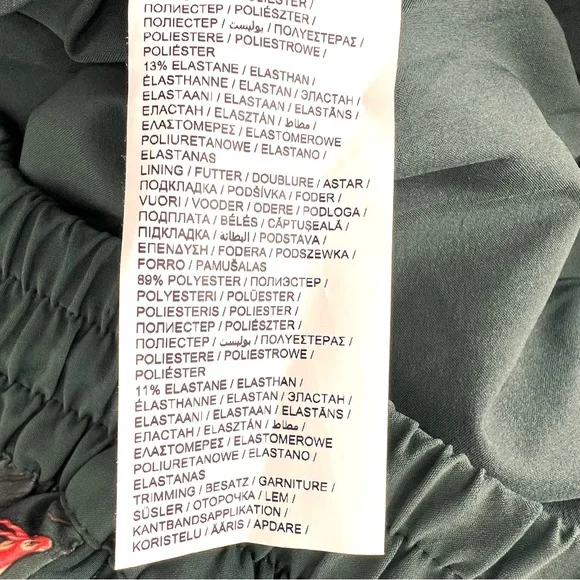 ПОЛИЕСТЕР / POLIÉSZTER /
ПОЛІЕСТЕР / بوليستر / ΠΟΛΥΕΣΤΕΡΑΣ /
POLIESTERE / POLIESTROWE /
POLIÉSTER
13% ELASTANE / ELASTHAN /
ÉLASTHANNE / ELASTAN / ЭЛАСТАН /
ELASTAANI / ELASTAAN / ELASTĀNS /
ЕЛАСТАН / ELASZTÁN / مطاط /
ΕΛΑΣΤΟΜΕΡΕΣ / ELASTOMEROWE
POLIURETANOWE / ELASTANO /
ELASTANAS
LINING / FUTTER / DOUBLURE / ASTAR /
ПОДКЛАДКА / PODŠÍVKA / FODER /
VUORI / VOODER / ODERE / PODLOGA /
ПОДПЛАТА / BÉLÉS / CĂPTUȘEALĂ /
ПІДКЛАДКА / البطانة / PODSTAVA /
ΕΠΕΝΔΥΣΗ / FODERA / PODSZEWKA /
FORRO / PAMUŠALAS
89% POLYESTER / ПОЛИЭСТЕР /
POLYESTERI / POLÜESTER /
POLIESTERIS / POLIESTER /
ПОЛИЕСТЕР / POLIÉSZTER /
ПОЛІЕСТЕР / بوليستر / ΠΟΛΥΕΣΤΕΡΑΣ /
POLIESTERE / POLIESTROWE /
POLIÉSTER
11% ELASTANE / ELASTHAN /
ÉLASTHANNE / ELASTAN / ЭЛАСТАН /
ELASTAANI / ELASTAAN / ELASTĀNS /
ЕЛАСТАН / ELASZTÁN / مطاط /
ΕΛΑΣΤΟΜΕΡΕΣ / ELASTOMEROWE
POLIURETANOWE / ELASTANO /
ELASTANAS
TRIMMING / BESATZ / GARNITURE /
SÜSLER / ОТОРОЧКА / LEM /
KANTBANDSAPPLIKATION /
KORISTELU / ÄÄRIS / APDARE /